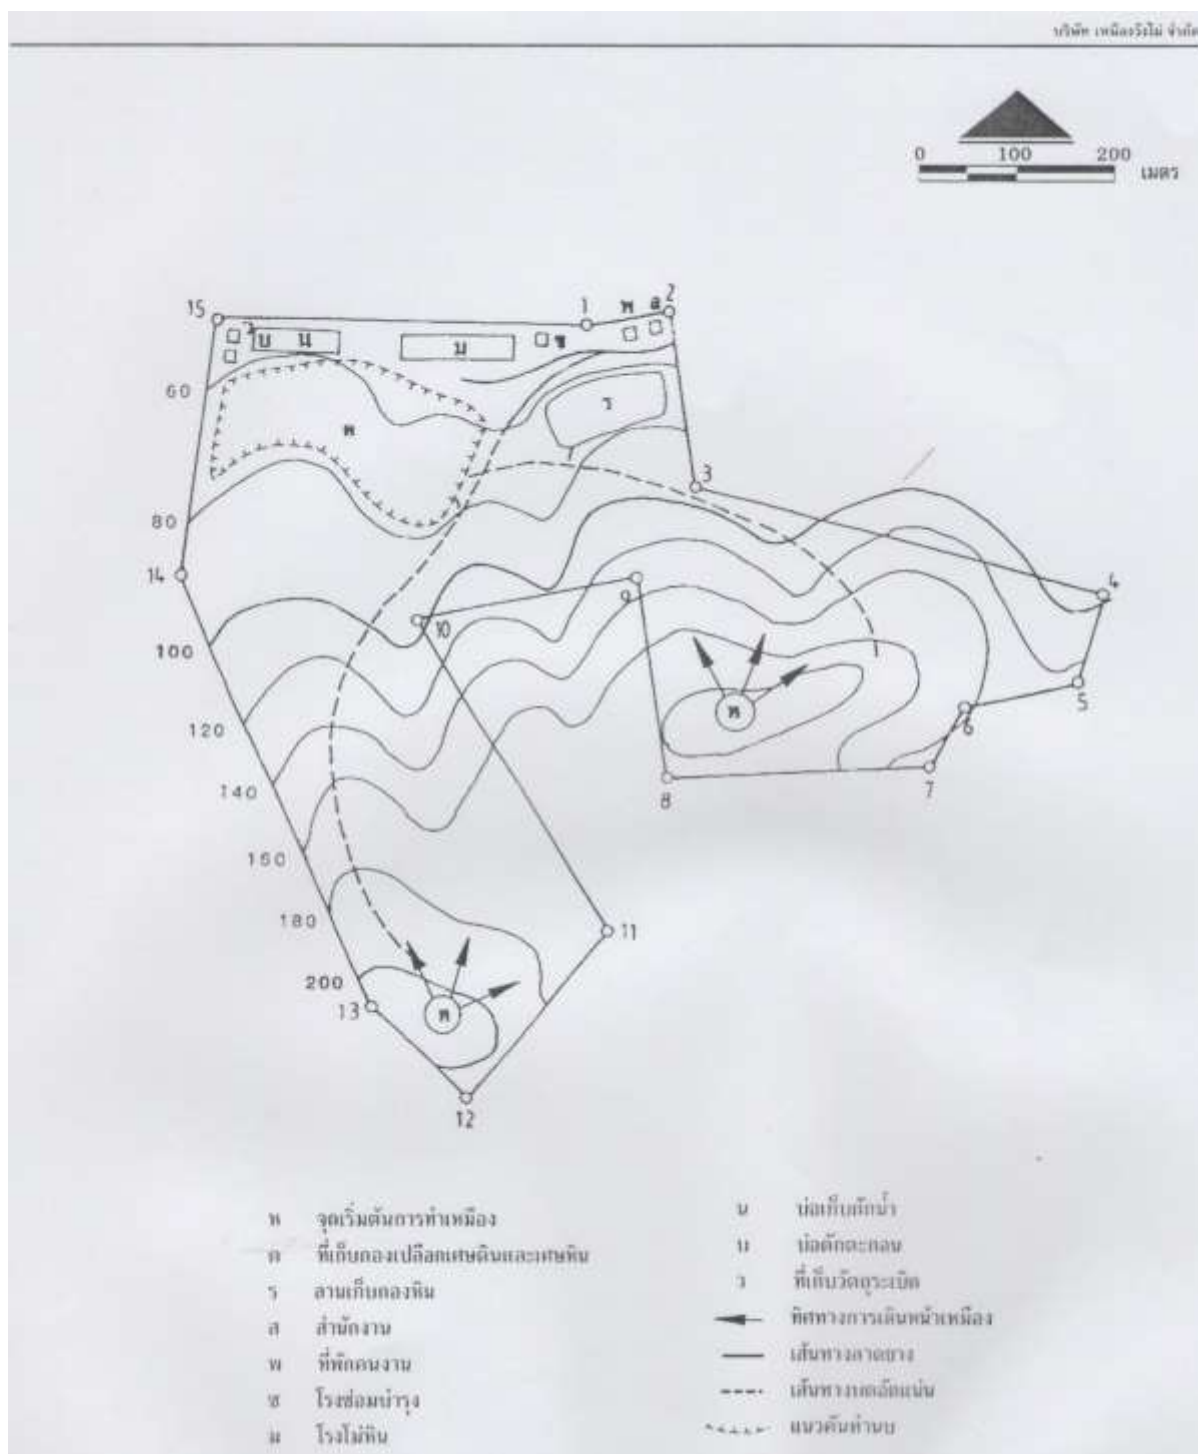 บริษัท เหมืองวังไม่ จำกัด
0 100 200
เมตร
15
1
พ
ส
2
บ น
ม
ซ
60
ร
3
80
14
4
9
10
100
5
120
6
140
8
7
160
180
11
200
13
12
ห จุดเริ่มต้นการทำเหมือง
ด ที่เก็บกองเปลือกเศษดินและเศษหิน
ร ลานเก็บกองหิน
ส สำนักงาน
พ ที่พักคนงาน
ซ โรงซ่อมบำรุง
ม โรงโม่หิน
น บ่อเก็บกักน้ำ
บ บ่อดักตะกอน
ว ที่เก็บวัตถุระเบิด
ทิศทางการเดินหน้าเหมือง
เส้นทางลาดยาง
เส้นทางบดอัดแน่น
แนวคันทำนบ